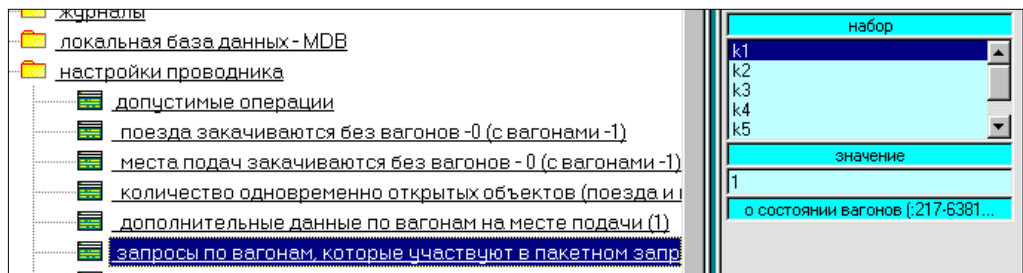 журналы
локальная база данных - MDB
настройки проводника
допустимые операции
поезда закачиваются без вагонов -0 (с вагонами -1)
места подач закачиваются без вагонов - 0 (с вагонами -1)
количество одновременно открытых объектов (поезда и
дополнительные данные по вагонам на месте подачи (1)
запросы по вагонам, которые участвуют в пакетном запр
набор
k1
k2
k3
k4
k5
значение
1
о состоянии вагонов (:217-6381...